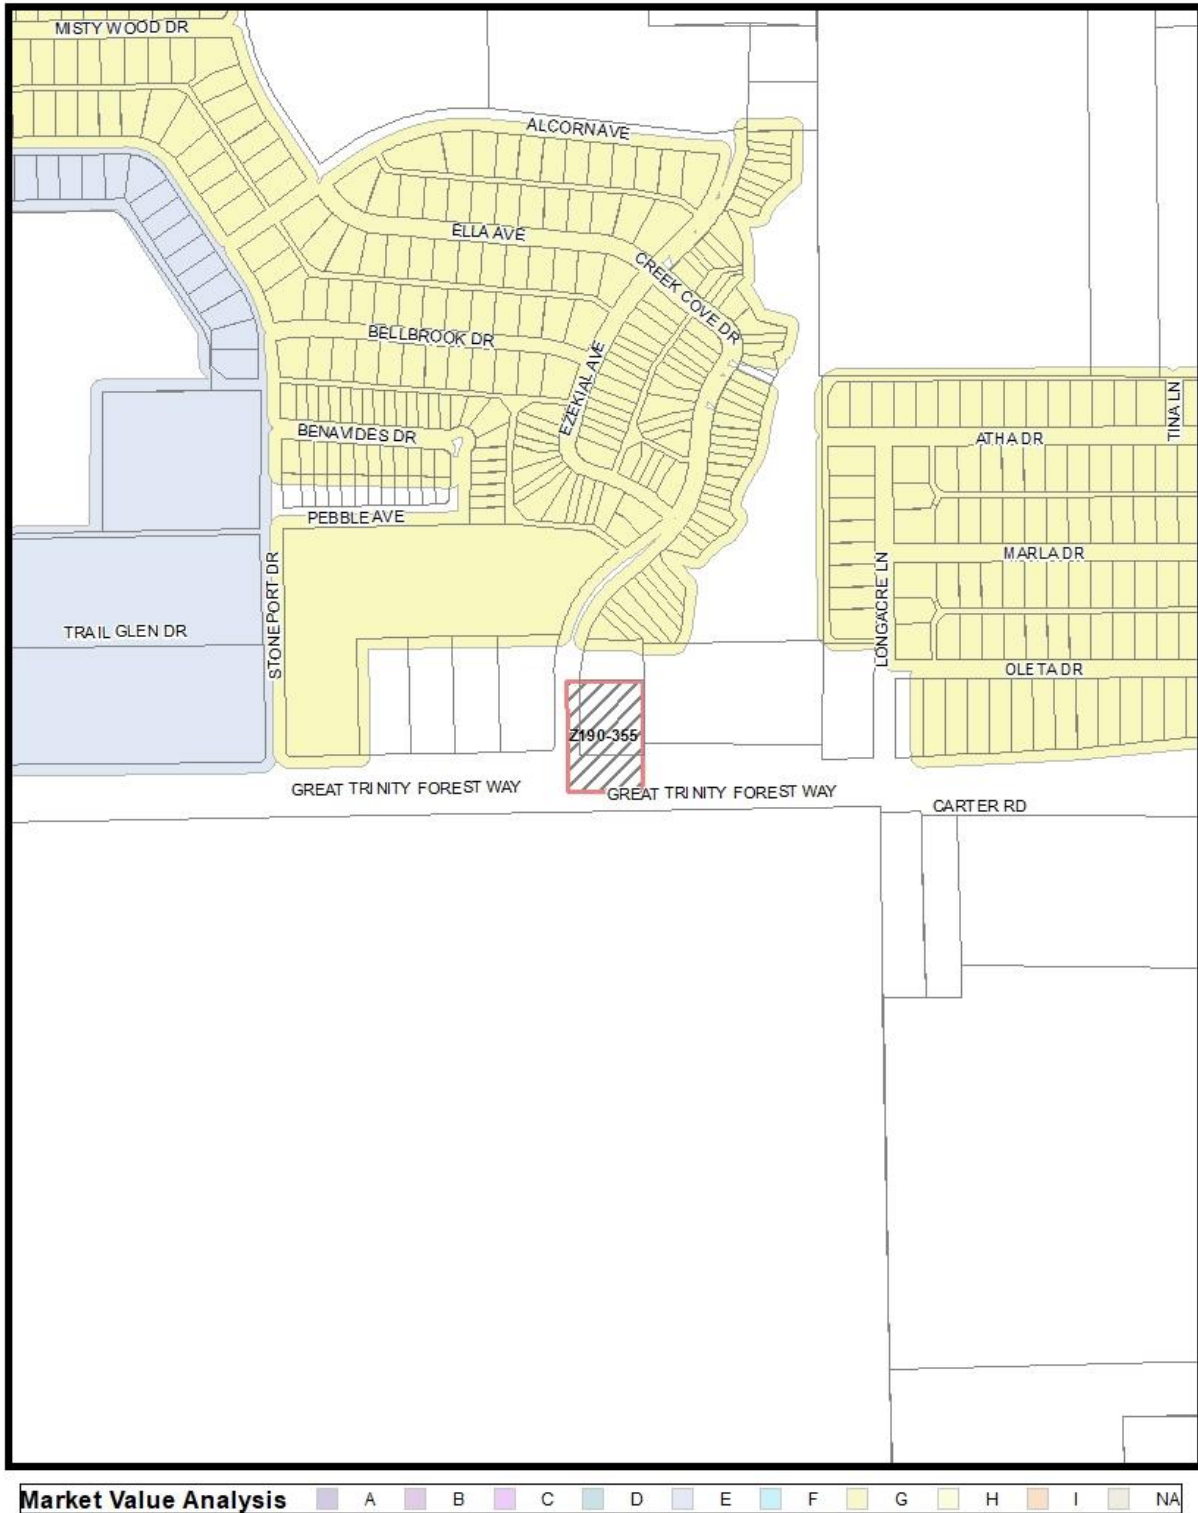 MISTY WOOD DR
ALCORN AVE
ELLA AVE
CREEK COVE DR
BELLBROOK DR
EZEKIAL AVE
TINA LN
BENAVIDES DR
ATHA DR
PEBBLE AVE
STONEPORT DR
LONGACRE LN
MARLA DR
TRAIL GLEN DR
OLETA DR
Z190-355
GREAT TRINITY FOREST WAY
GREAT TRINITY FOREST WAY
CARTER RD
Market Value Analysis A B C D E F G H I NA